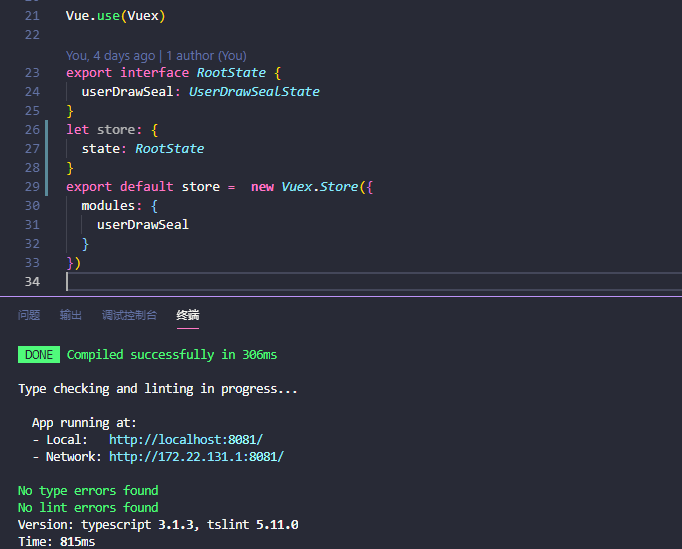 21 Vue.use(Vuex)
22
You, 4 days ago | 1 author (You)
23 export interface RootState {
24 userDrawSeal: UserDrawSealState
25 }
26 let store: {
27 state: RootState
28 }
29 export default store =  new Vuex.Store({
30 modules: {
31 userDrawSeal
32 }
33 })
34
问题 输出 调试控制台 终端
DONE Compiled successfully in 306ms
Type checking and linting in progress...
App running at:
- Local:   http://localhost:8081/
- Network: http://172.22.131.1:8081/
No type errors found
No lint errors found
Version: typescript 3.1.3, tslint 5.11.0
Time: 815ms